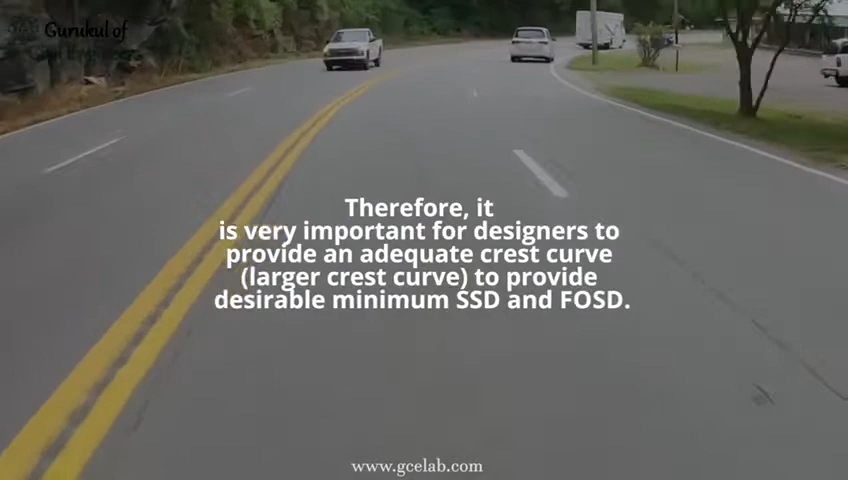 Gurukul of
Therefore, it
is very important for designers to
provide an adequate crest curve
(larger crest curve) to provide
desirable minimum SSD and FOSD.
www.gcelab.com